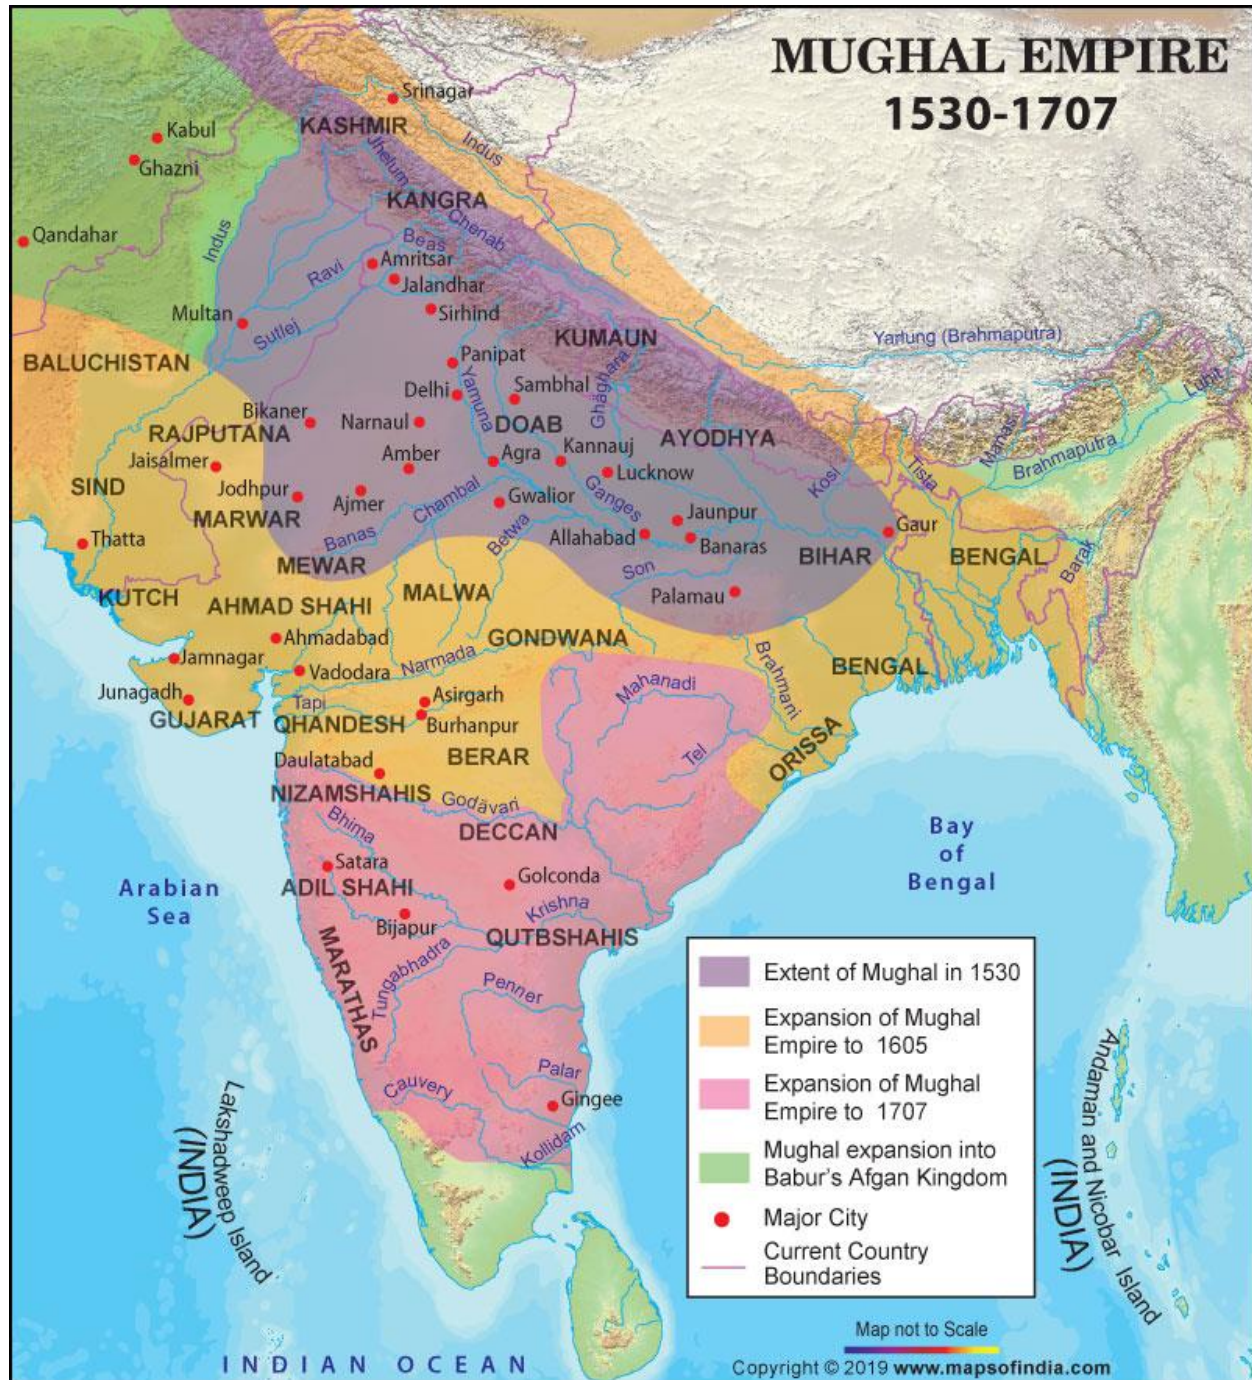 MUGHAL EMPIRE
1530-1707
Srinagar
Kabul
KASHMIR
Ghazni
Jhelum
Indus
KANGRA
Chenab
Qandahar
Indus
Beas
Ravi
Amritsar
Jalandhar
Multan
Sutlej
Sirhind
KUMAUN
Yarlung (Brahmaputra)
BALUCHISTAN
Panipat
Delhi
Yamuna
Sambhal
Ghäghara
Luhit
Bikaner
Narnaul
DOAB
RAJPUTANA
Kannauj
AYODHYA
Manas
Brahmaputra
Jaisalmer
Amber
Agra
Lucknow
Kosi
Tista
SIND
Jodhpur
Ajmer
Chambal
Gwalior
Ganges
MARWAR
Jaunpur
Gaur
Thatta
Banas
Betwa
Allahabad
Banaras
BIHAR
BENGAL
Barak
MEWAR
Son
KUTCH
AHMAD SHAHI
MALWA
Palamau
Ahmadabad
GONDWANA
Jamnagar
Vadodara
Narmada
Brahmani
BENGAL
Junagadh
Tapi
Asirgarh
Mahanadi
GUJARAT
QHANDESH
Burhanpur
Daulatabad
BERAR
Tel
ORISSA
NIZAMSHAHIS
Godävari
Bhima
DECCAN
Bay
of
Bengal
Satara
Arabian
Sea
ADIL SHAHI
Golconda
Bijapur
Krishna
MARATHAS
Tungabhadra
QUTBSHAHIS
Penner
Palar
Cauvery
Gingee
Kollidam
Lakshadweep Island
(INDIA)
Andaman and Nicobar Island
(INDIA)
Extent of Mughal in 1530
Expansion of Mughal
Empire to 1605
Expansion of Mughal
Empire to 1707
Mughal expansion into
Babur's Afgan Kingdom
Major City
Current Country
Boundaries
Map not to Scale
INDIAN OCEAN
Copyright © 2019 www.mapsofindia.com